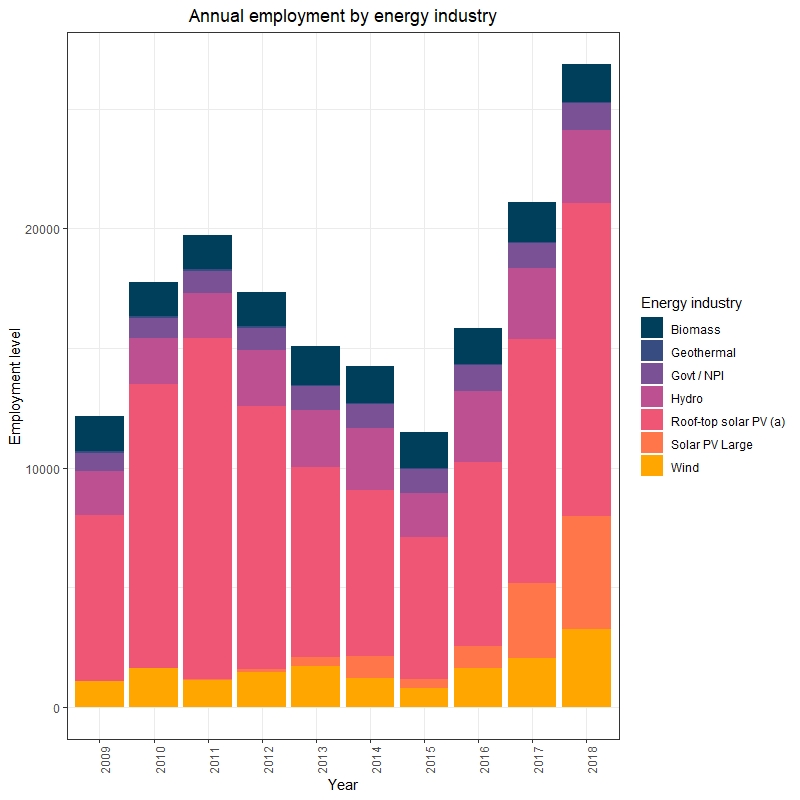 Annual employment by energy industry
Employment level
20000
10000
0
2009
2010
2011
2012
2013
2014
2015
2016
2017
2018
Year
Energy industry
Biomass
Geothermal
Govt / NPI
Hydro
Roof-top solar PV (a)
Solar PV Large
Wind